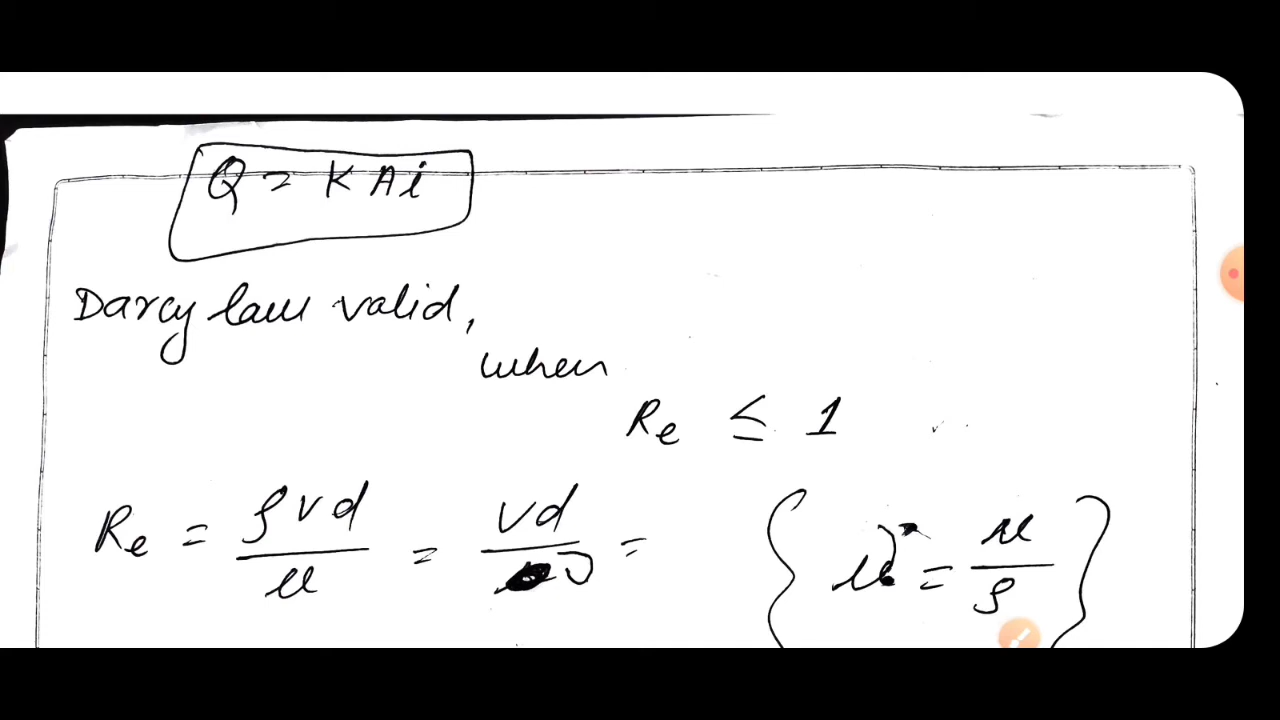 Q = KAi
Darcy law valid,
when
Re ≤ 1
Re = ρvd/μ = vd/ν = { ν = μ/ρ }